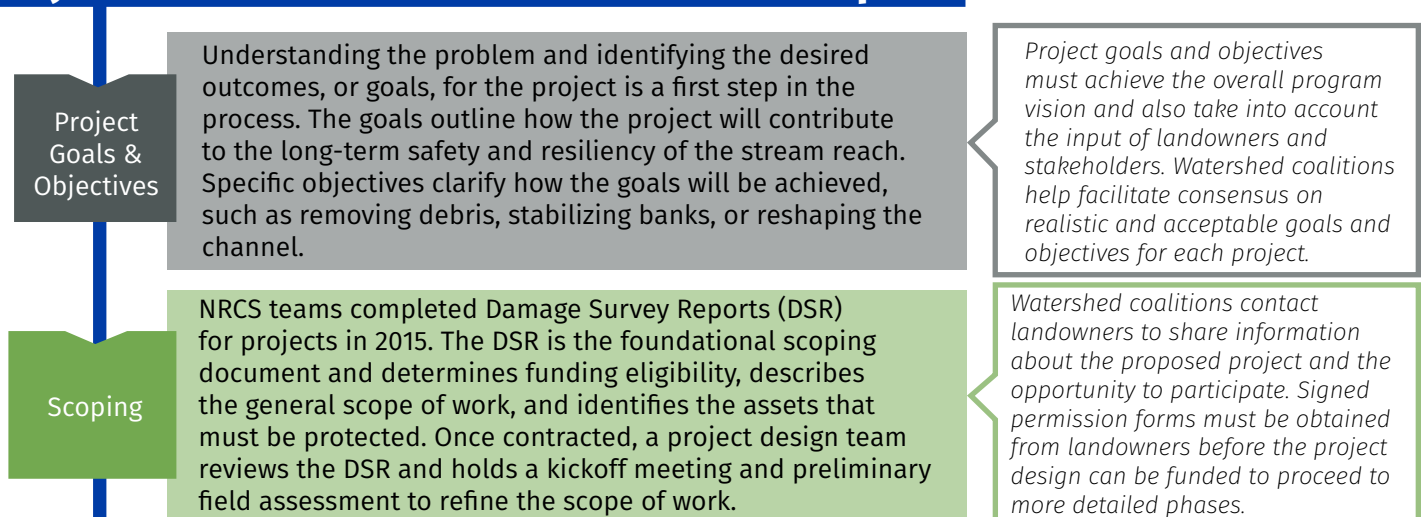 Project
Goals &
Objectives
Understanding the problem and identifying the desired
outcomes, or goals, for the project is a first step in the
process. The goals outline how the project will contribute
to the long-term safety and resiliency of the stream reach.
Specific objectives clarify how the goals will be achieved,
such as removing debris, stabilizing banks, or reshaping the
channel.
Project goals and objectives
must achieve the overall program
vision and also take into account
the input of landowners and
stakeholders. Watershed coalitions
help facilitate consensus on
realistic and acceptable goals and
objectives for each project.
Scoping
NRCS teams completed Damage Survey Reports (DSR)
for projects in 2015. The DSR is the foundational scoping
document and determines funding eligibility, describes
the general scope of work, and identifies the assets that
must be protected. Once contracted, a project design team
reviews the DSR and holds a kickoff meeting and preliminary
field assessment to refine the scope of work.
Watershed coalitions contact
landowners to share information
about the proposed project and the
opportunity to participate. Signed
permission forms must be obtained
from landowners before the project
design can be funded to proceed to
more detailed phases.